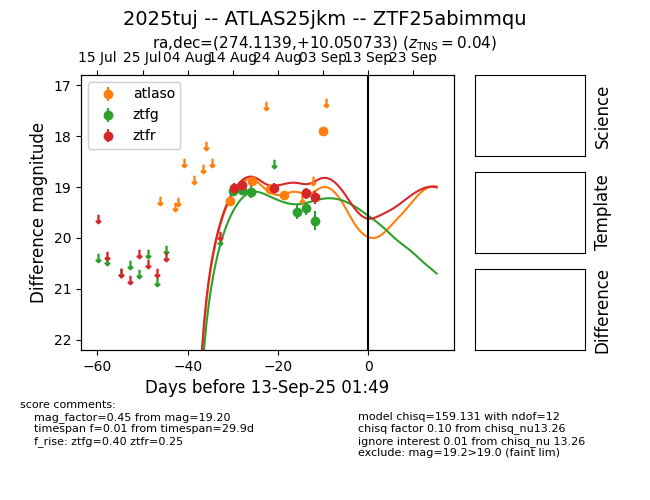 2025tuj -- ATLAS25jkm -- ZTF25abimmqu
ra,dec=(274.1139,+10.050733) (z_TNS = 0.04)
15 Jul 25 Jul 04 Aug 14 Aug 24 Aug 03 Sep 13 Sep 23 Sep
atlaso
ztfg
ztfr
17
18
19
20
21
22
Difference magnitude
−60 −40 −20 0
Days before 13-Sep-25 01:49
Science
Template
Difference
score comments:
mag_factor=0.45 from mag=19.20
timespan f=0.01 from timespan=29.9d
f_rise: ztfg=0.40 ztfr=0.25
model chisq=159.131 with ndof=12
chisq factor 0.10 from chisq_nu13.26
ignore interest 0.01 from chisq_nu 13.26
exclude: mag=19.2>19.0 (faint lim)